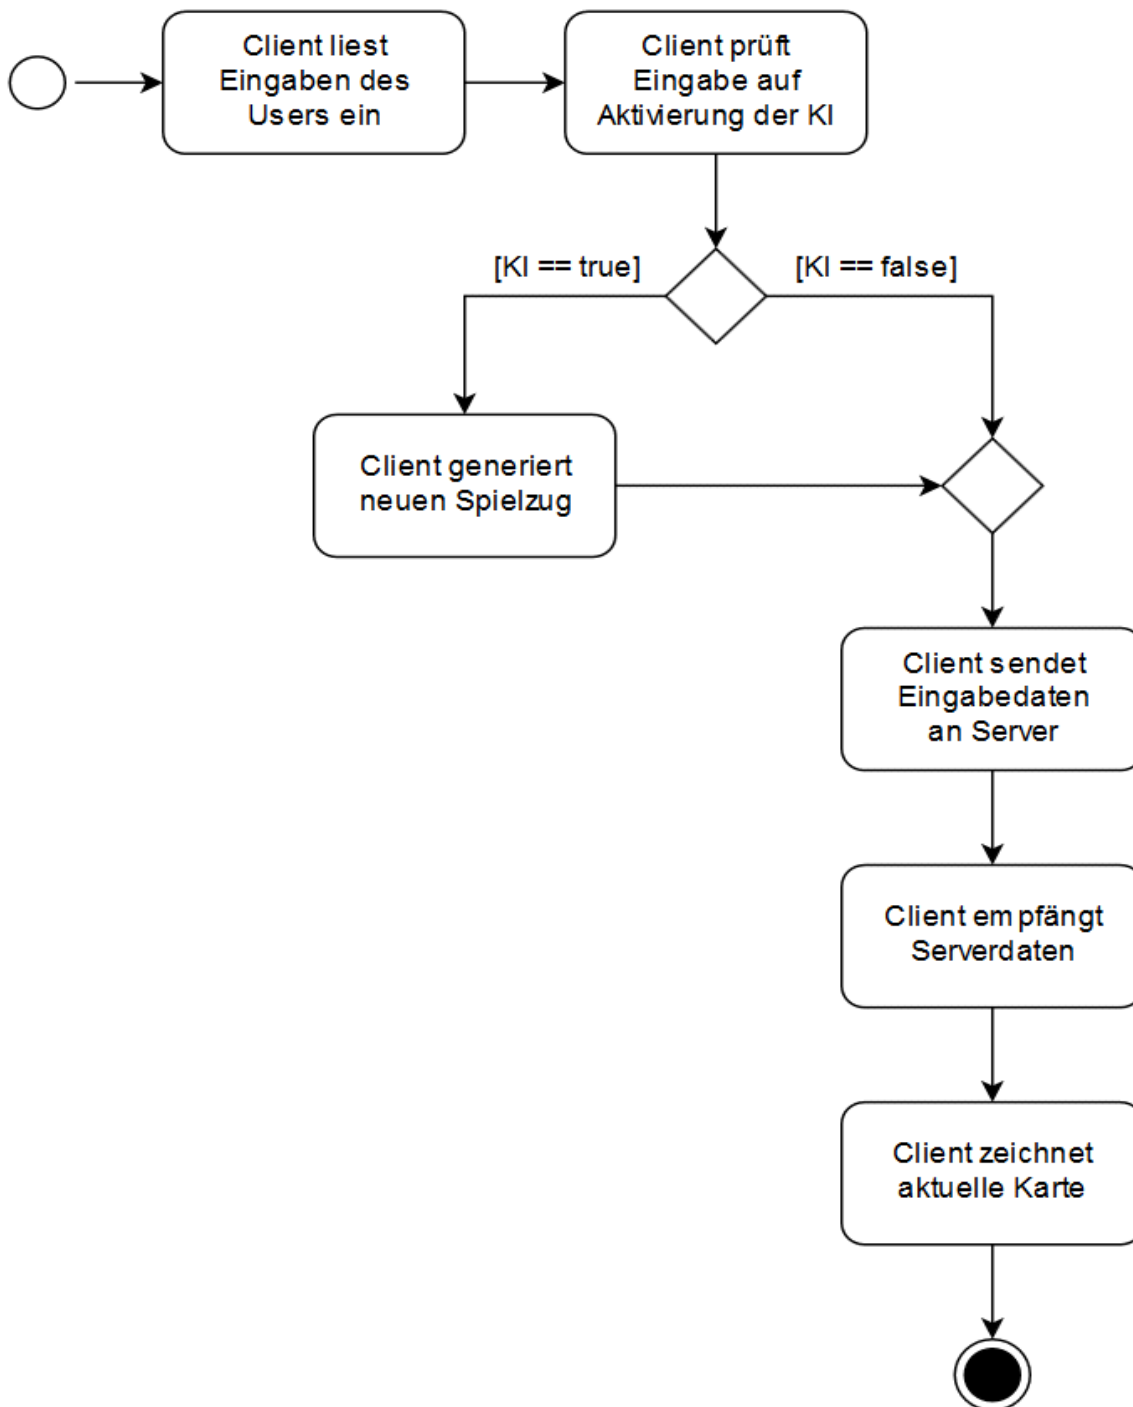 Client liest
Eingaben des
Users ein
Client prüft
Eingabe auf
Aktivierung der KI
[KI == true]
[KI == false]
Client generiert
neuen Spielzug
Client sendet
Eingabedaten
an Server
Client empfängt
Serverdaten
Client zeichnet
aktuelle Karte